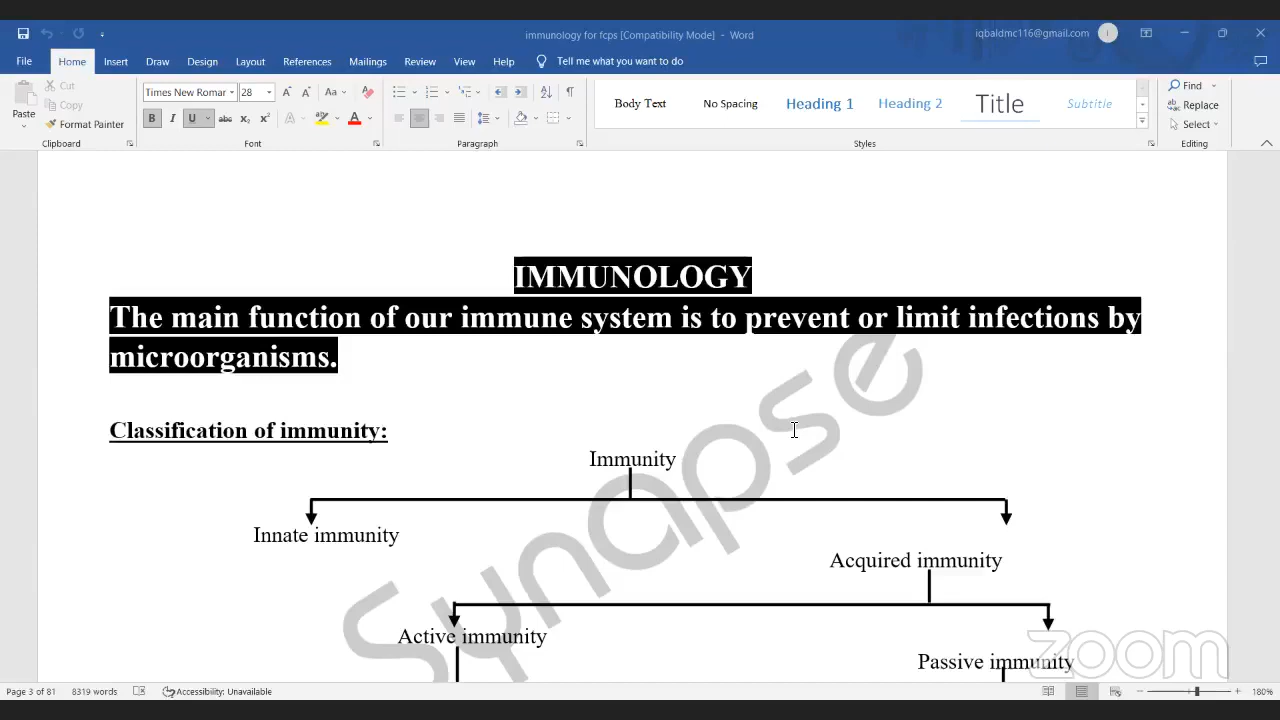 immunology for fcps [Compatibility Mode] - Word
iqbaldmc116@gmail.com
File Home Insert Draw Design Layout References Mailings Review View Help Tell me what you want to do
Paste
Cut
Copy
Format Painter
Clipboard
Times New Roman 28
Font
Paragraph
Body Text No Spacing Heading 1 Heading 2 Title Subtitle
Styles
Find
Replace
Select
Editing
IMMUNOLOGY
The main function of our immune system is to prevent or limit infections by
microorganisms.
Classification of immunity:
Immunity
Innate immunity
Acquired immunity
Active immunity
Passive immunity
Synapse
zoom
Page 3 of 81 8319 words Accessibility: Unavailable 180%